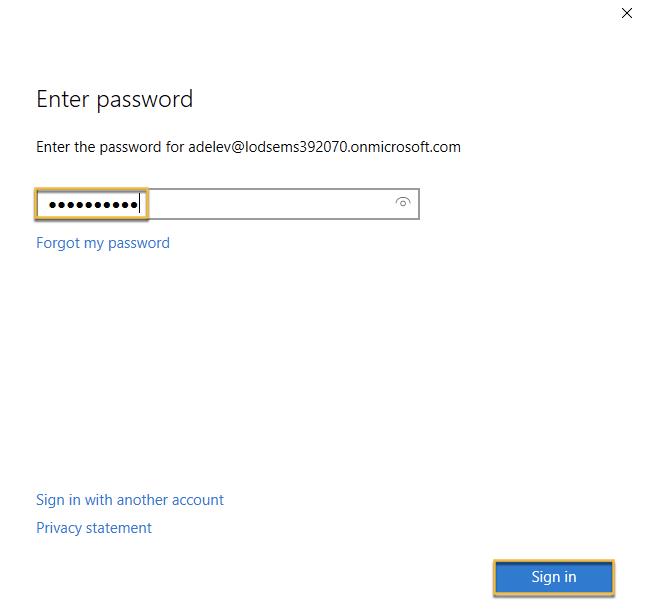 Enter password
Enter the password for adelev@lodsems392070.onmicrosoft.com
●●●●●●●●●●
Forgot my password
Sign in with another account
Privacy statement
Sign in